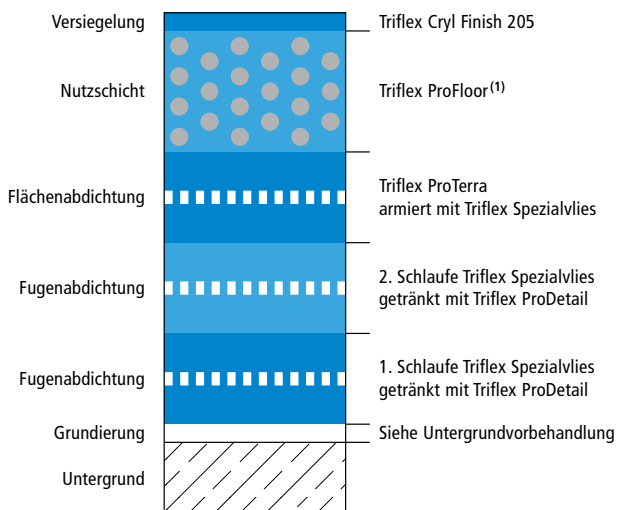 Versiegelung
Triflex Cryl Finish 205
Nutzschicht
Triflex ProFloor(1)
Flächenabdichtung
Triflex ProTerra
armiert mit Triflex Spezialvlies
Fugenabdichtung
2. Schlaufe Triflex Spezialvlies
getränkt mit Triflex ProDetail
Fugenabdichtung
1. Schlaufe Triflex Spezialvlies
getränkt mit Triflex ProDetail
Grundierung
Siehe Untergrundvorbehandlung
Untergrund